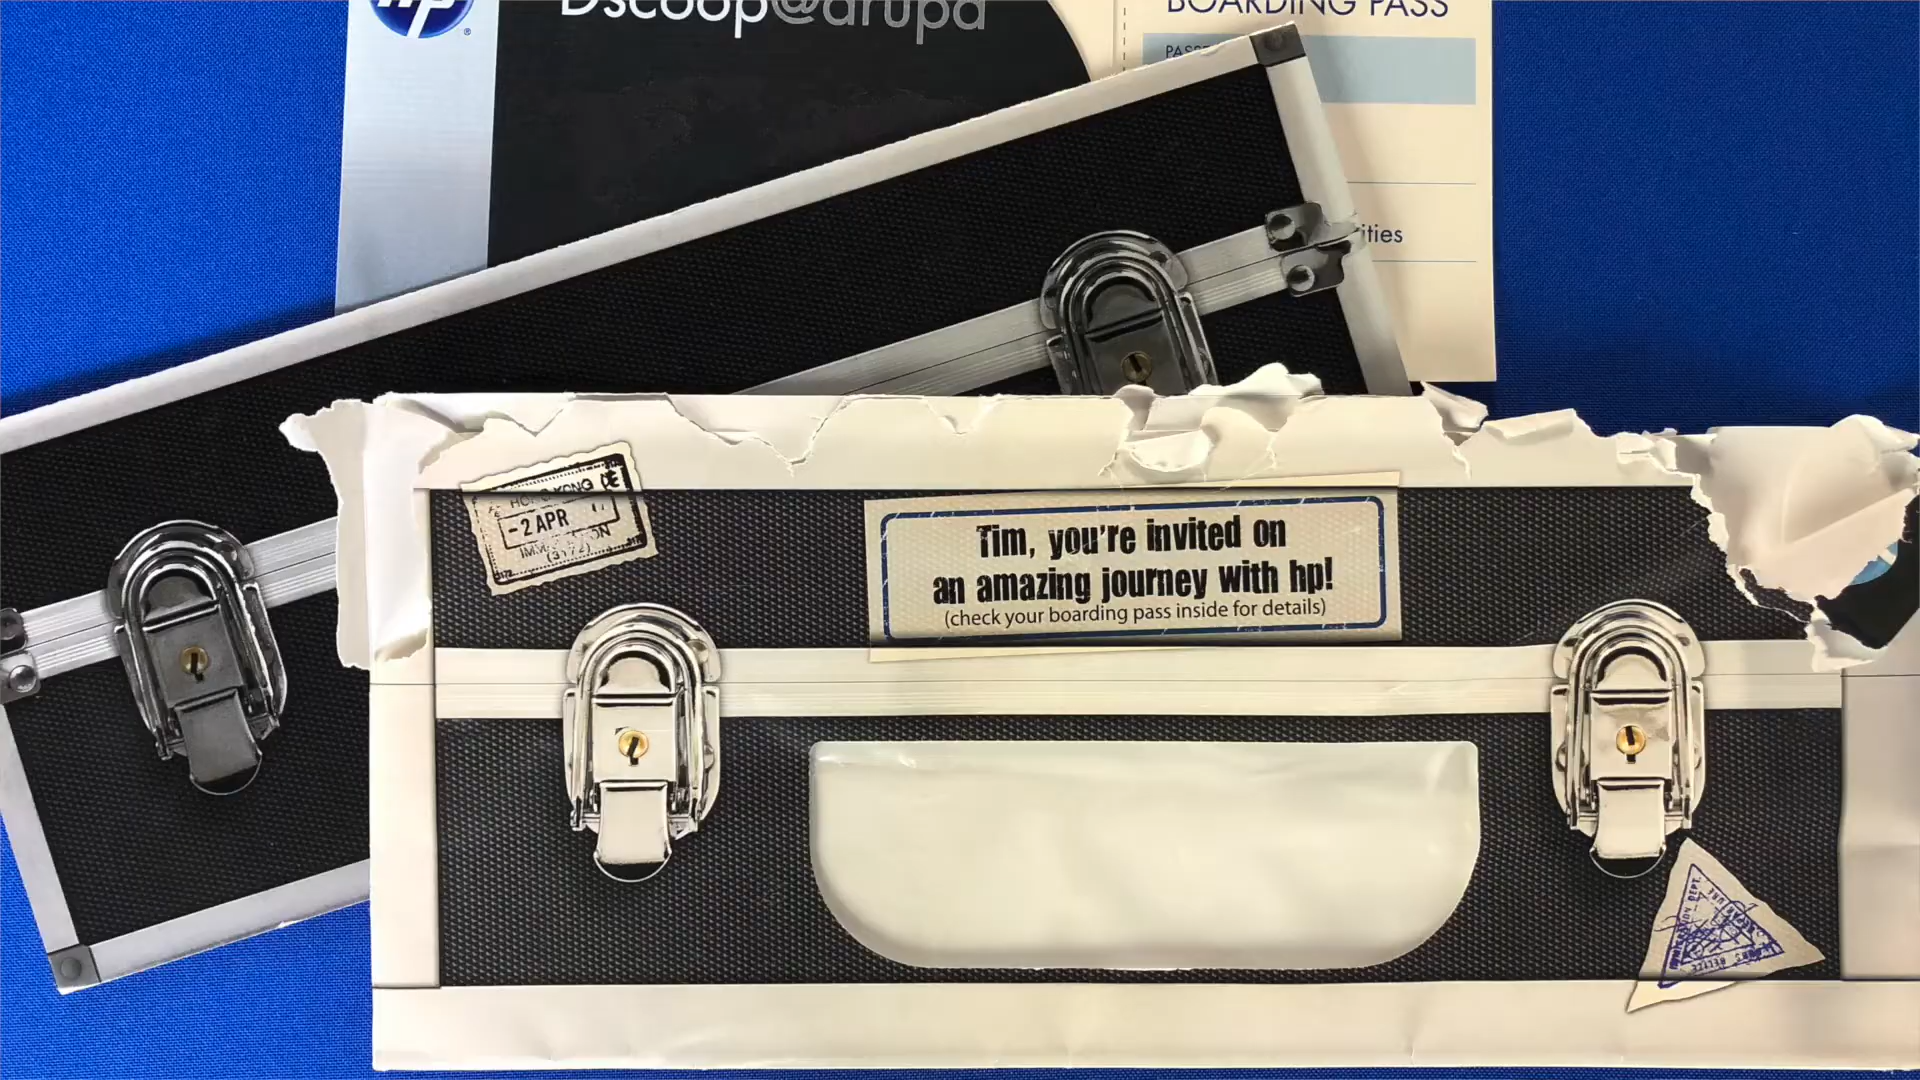 hp
Dscoop@drupa
BOARDING PASS
ities
HONG KONG
-2 APR
(3172)
Tim, you're invited on
an amazing journey with hp!
(check your boarding pass inside for details)